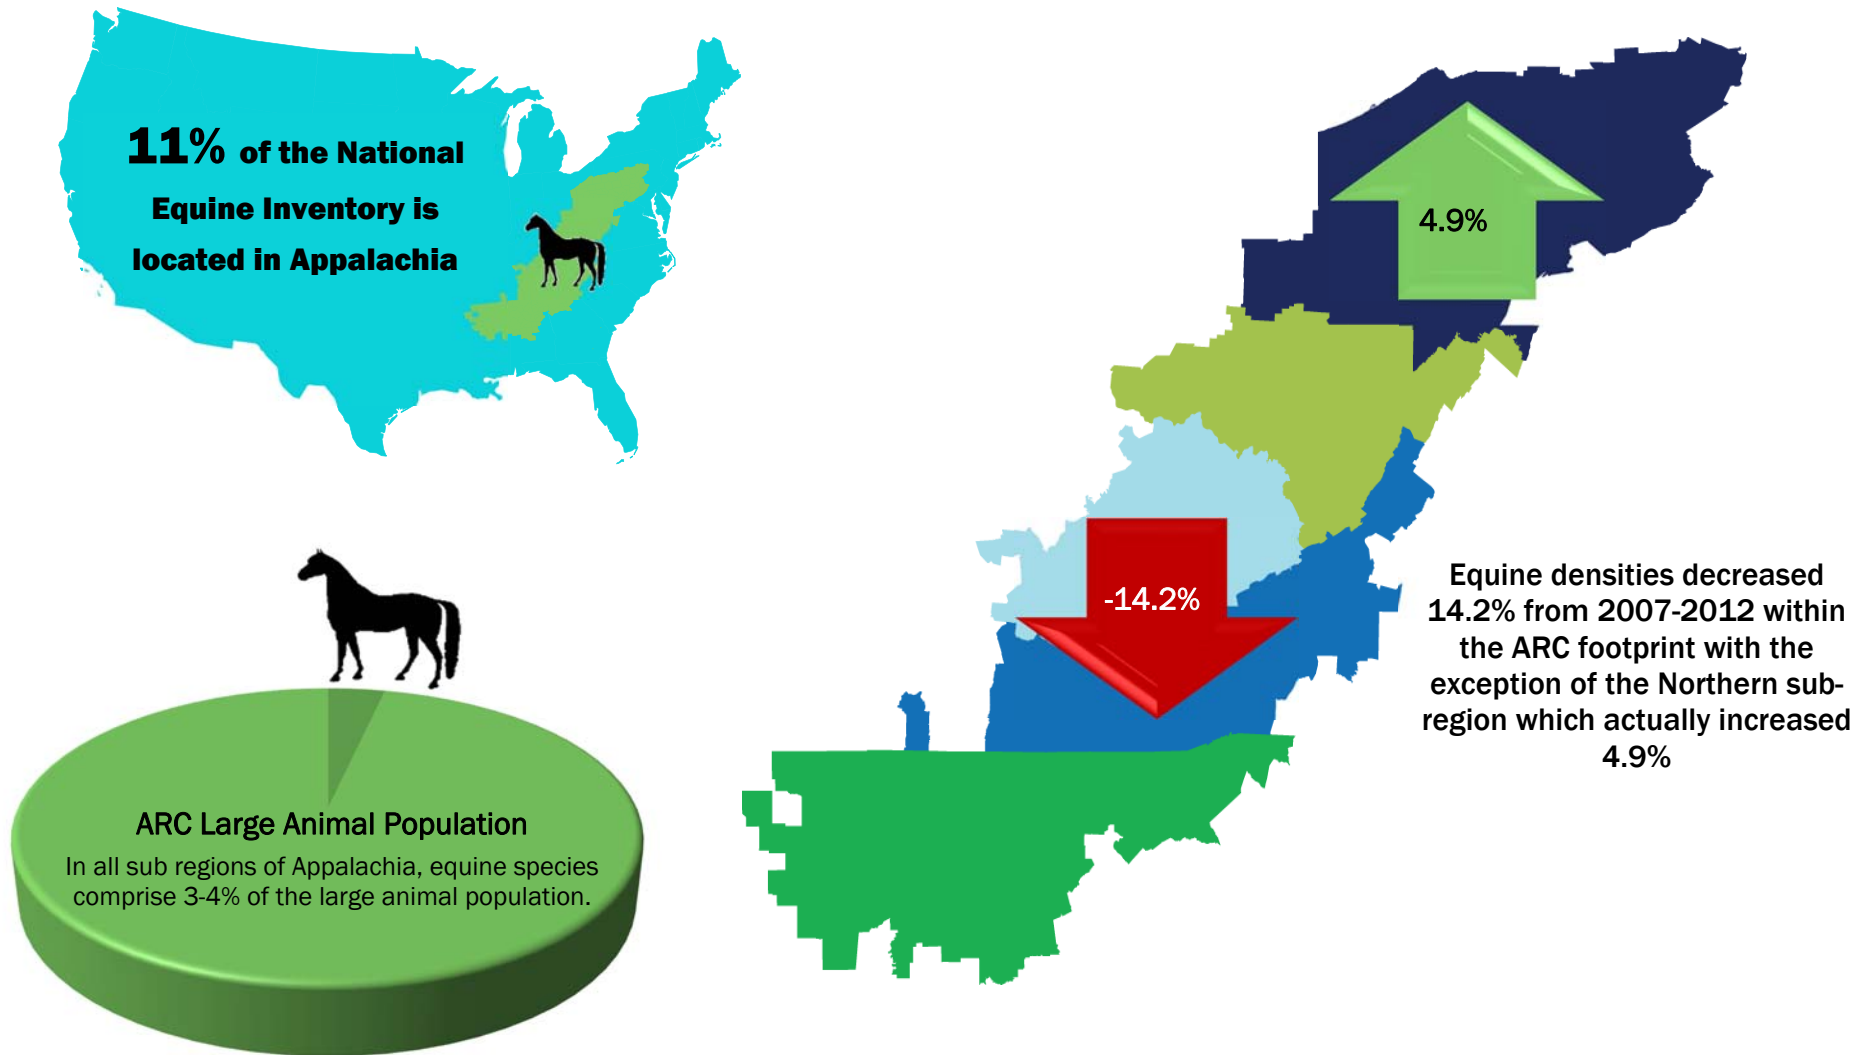 11% of the National
Equine Inventory is
located in Appalachia
4.9%
-14.2%
Equine densities decreased
14.2% from 2007-2012 within
the ARC footprint with the
exception of the Northern sub-
region which actually increased
4.9%
ARC Large Animal Population
In all sub regions of Appalachia, equine species
comprise 3-4% of the large animal population.